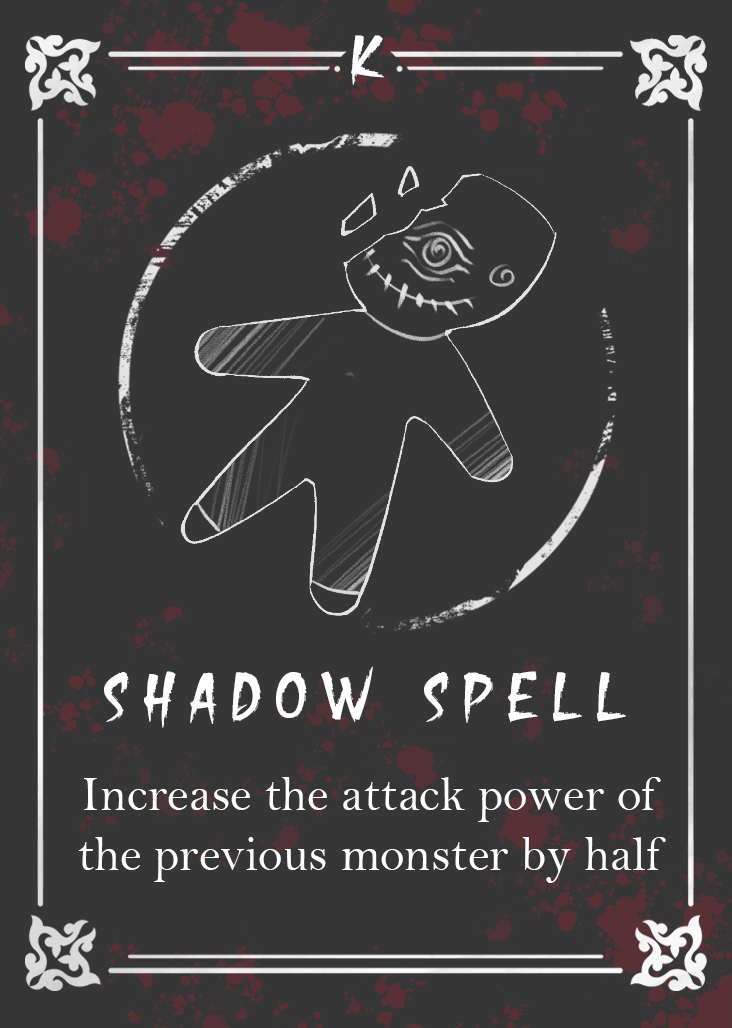 K
SHADOW SPELL
Increase the attack power of
the previous monster by half